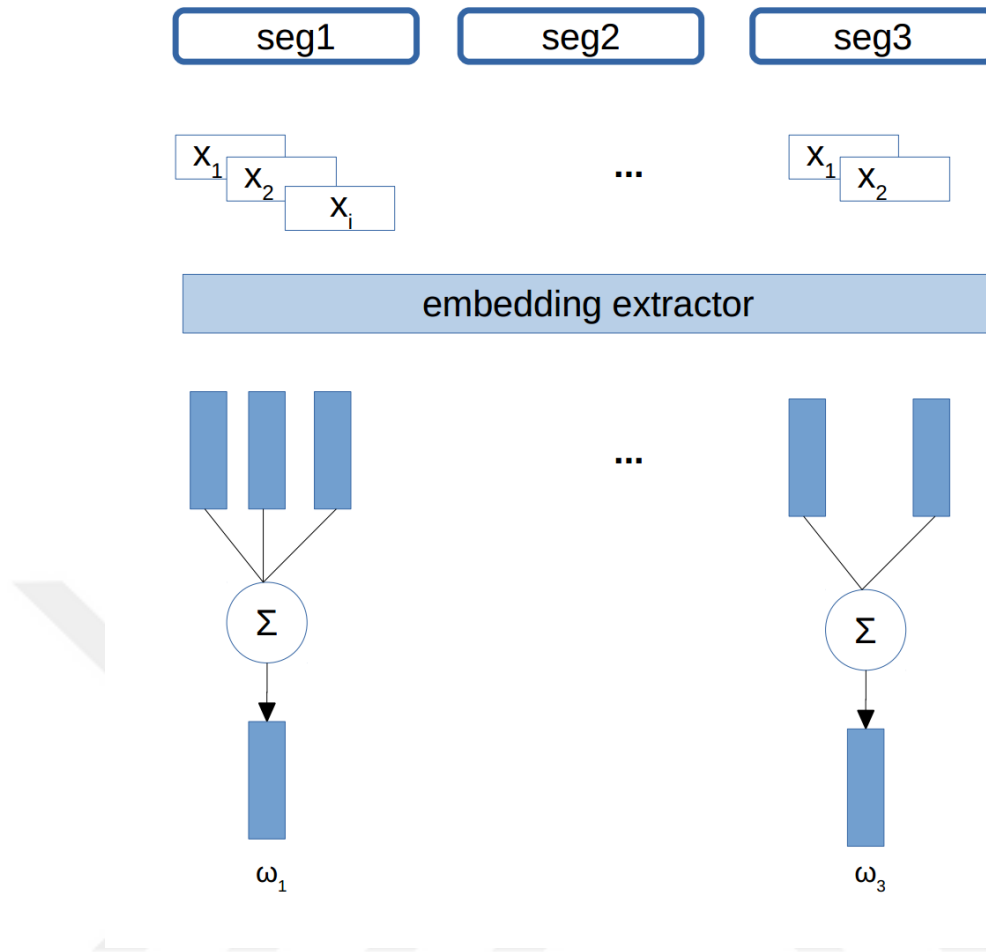 seg1 seg2 seg3
x₁ x₂ xᵢ ... x₁ x₂
embedding extractor
...
Σ Σ
ω₁ ω₃